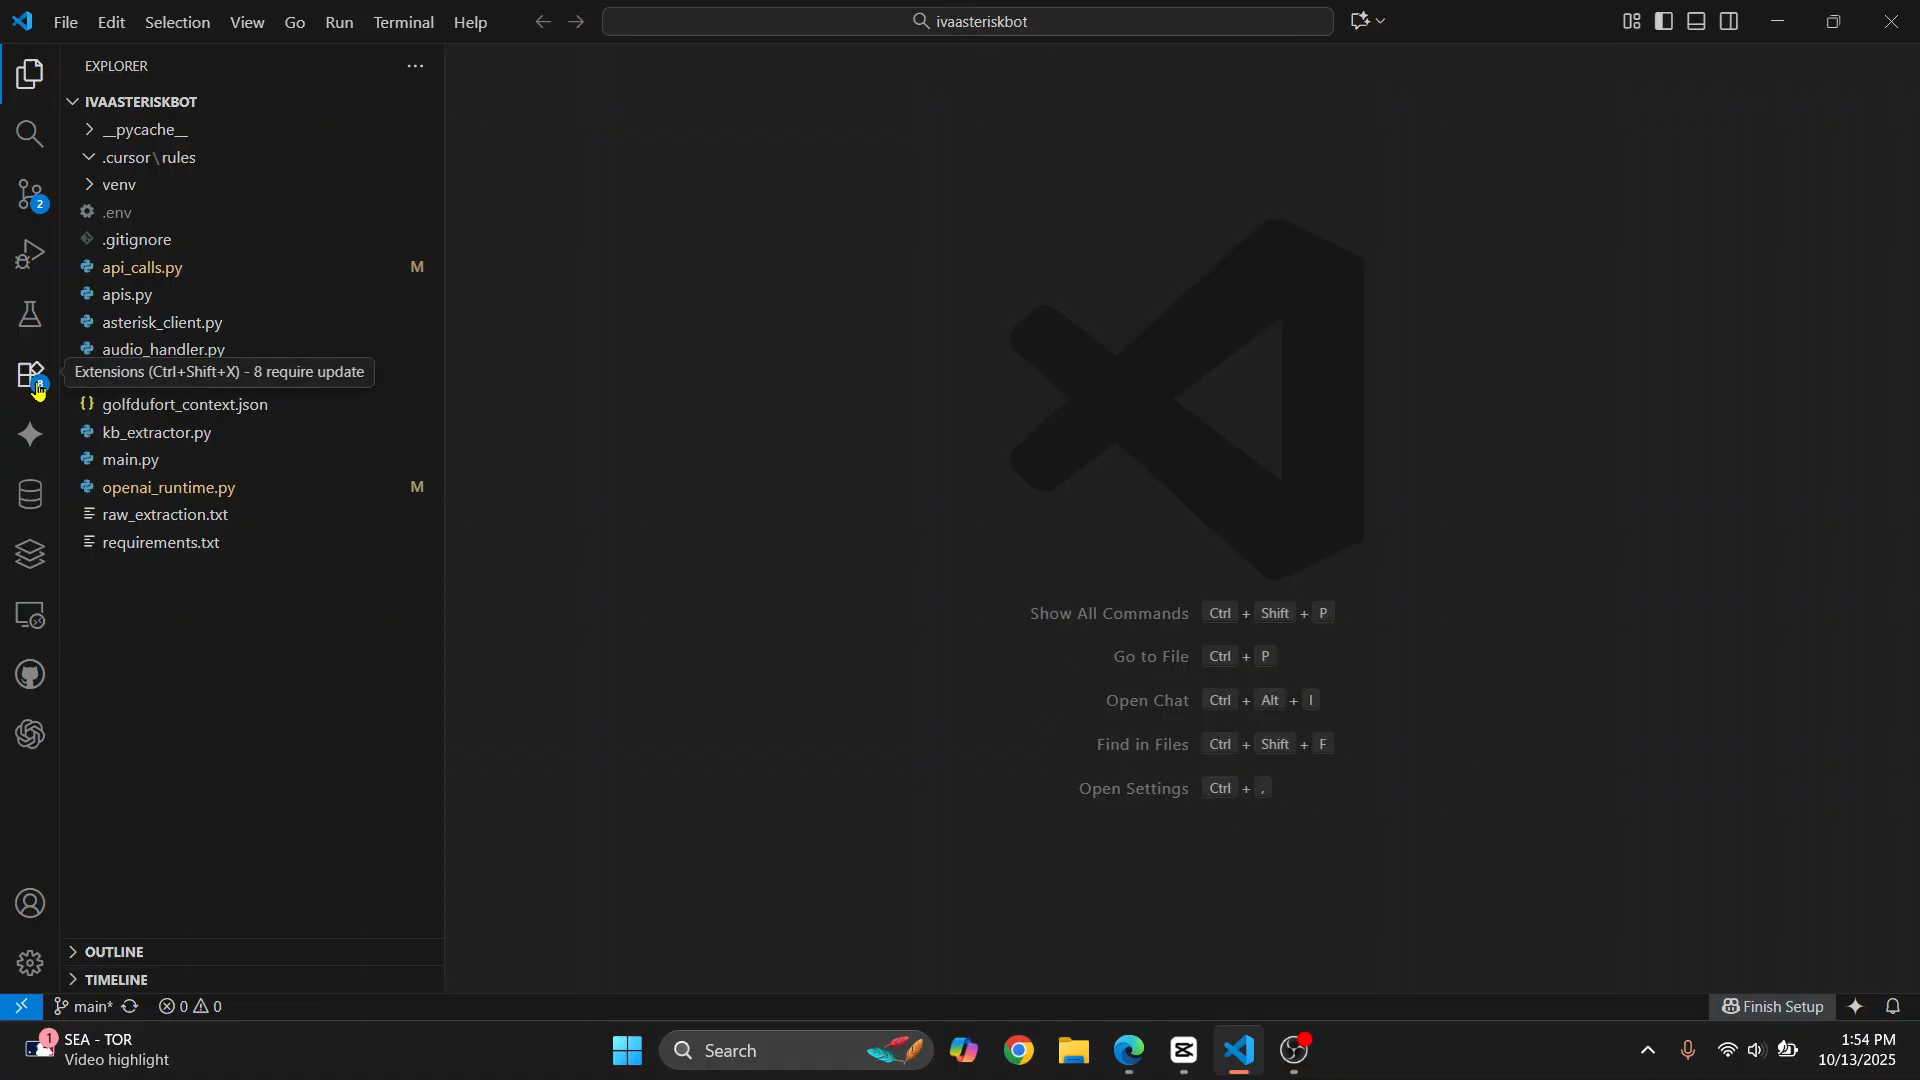 File Edit Selection View Go Run Terminal Help
ivaasteriskbot
EXPLORER
IVAASTERISKBOT
__pycache__
.cursor\rules
venv
.env
.gitignore
api_calls.py M
apis.py
asterisk_client.py
audio_handler.py
Extensions (Ctrl+Shift+X) - 8 require update
golfdufort_context.json
kb_extractor.py
main.py
openai_runtime.py M
raw_extraction.txt
requirements.txt
2
Show All Commands Ctrl + Shift + P
Go to File Ctrl + P
Open Chat Ctrl + Alt + I
Find in Files Ctrl + Shift + F
Open Settings Ctrl + ,
OUTLINE
TIMELINE
main* 0 0
Finish Setup
1
SEA - TOR
Video highlight
Search
1:54 PM
10/13/2025